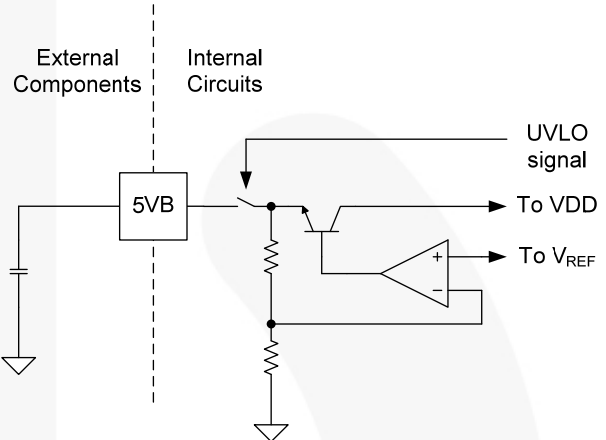 External
Components
Internal
Circuits
UVLO
signal
5VB
To VDD
+
To VREF
−